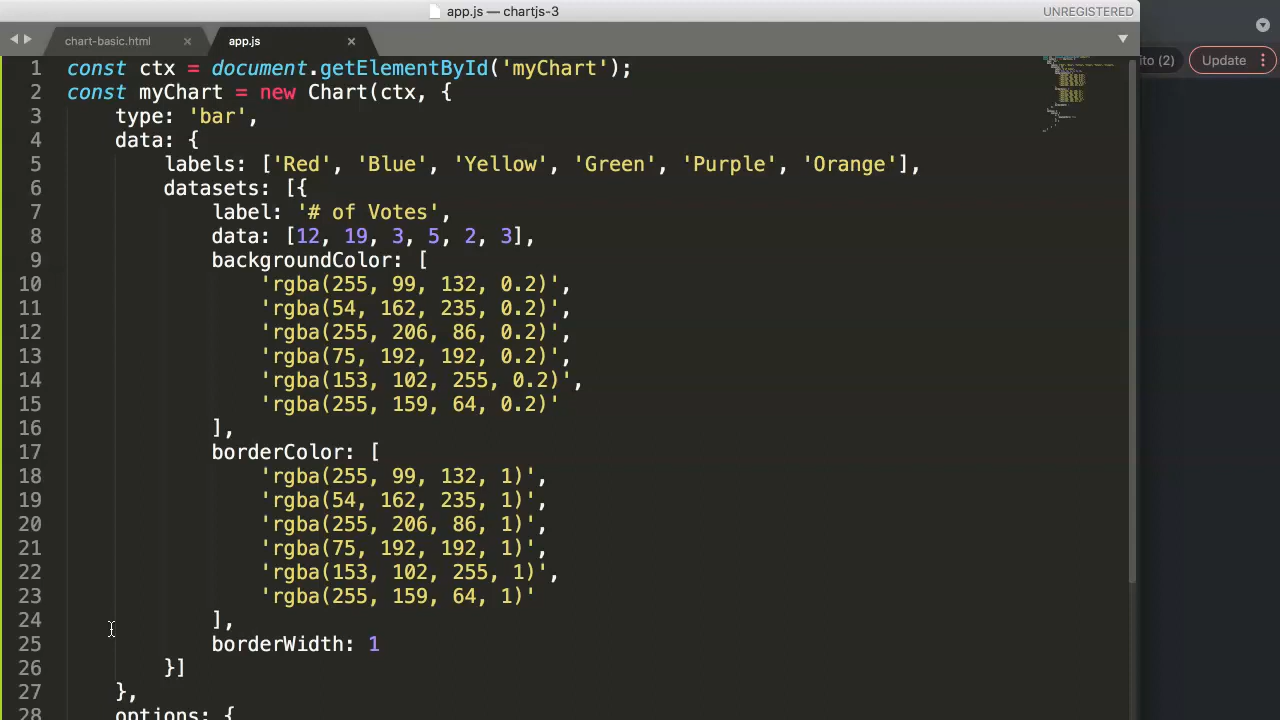 app.js — chartjs-3
UNREGISTERED
chart-basic.html × app.js ×
ito (2) Update
1 const ctx = document.getElementById('myChart');
2 const myChart = new Chart(ctx, {
3 type: 'bar',
4 data: {
5 labels: ['Red', 'Blue', 'Yellow', 'Green', 'Purple', 'Orange'],
6 datasets: [{
7 label: '# of Votes',
8 data: [12, 19, 3, 5, 2, 3],
9 backgroundColor: [
10 'rgba(255, 99, 132, 0.2)',
11 'rgba(54, 162, 235, 0.2)',
12 'rgba(255, 206, 86, 0.2)',
13 'rgba(75, 192, 192, 0.2)',
14 'rgba(153, 102, 255, 0.2)',
15 'rgba(255, 159, 64, 0.2)'
16 ],
17 borderColor: [
18 'rgba(255, 99, 132, 1)',
19 'rgba(54, 162, 235, 1)',
20 'rgba(255, 206, 86, 1)',
21 'rgba(75, 192, 192, 1)',
22 'rgba(153, 102, 255, 1)',
23 'rgba(255, 159, 64, 1)'
24 ],
25 borderWidth: 1
26 }]
27 },
28 options: {